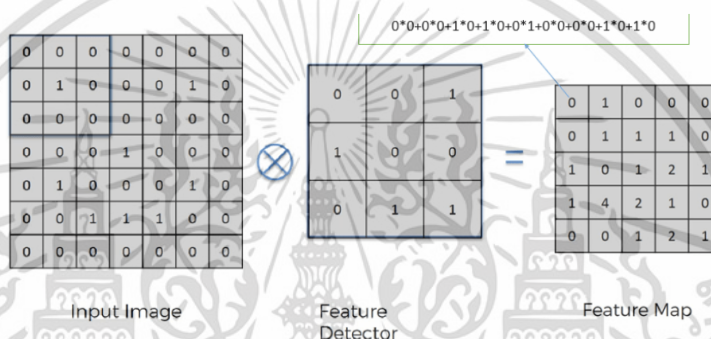 0*0+0*0+1*0+1*0+0*1+0*0+0*0+1*0+1*0
0 0 0 0 0 0 0
0 1 0 0 0 1 0
0 0 0 0 0 0 0
0 0 0 1 0 0 0
0 1 0 0 0 1 0
0 0 1 1 1 0 0
0 0 0 0 0 0 0
Input Image
⊗
0 0 1
1 0 0
0 1 1
Feature
Detector
=
0 1 0 0 0
0 1 1 1 0
1 0 1 2 1
1 4 2 1 0
0 0 1 2 1
Feature Map